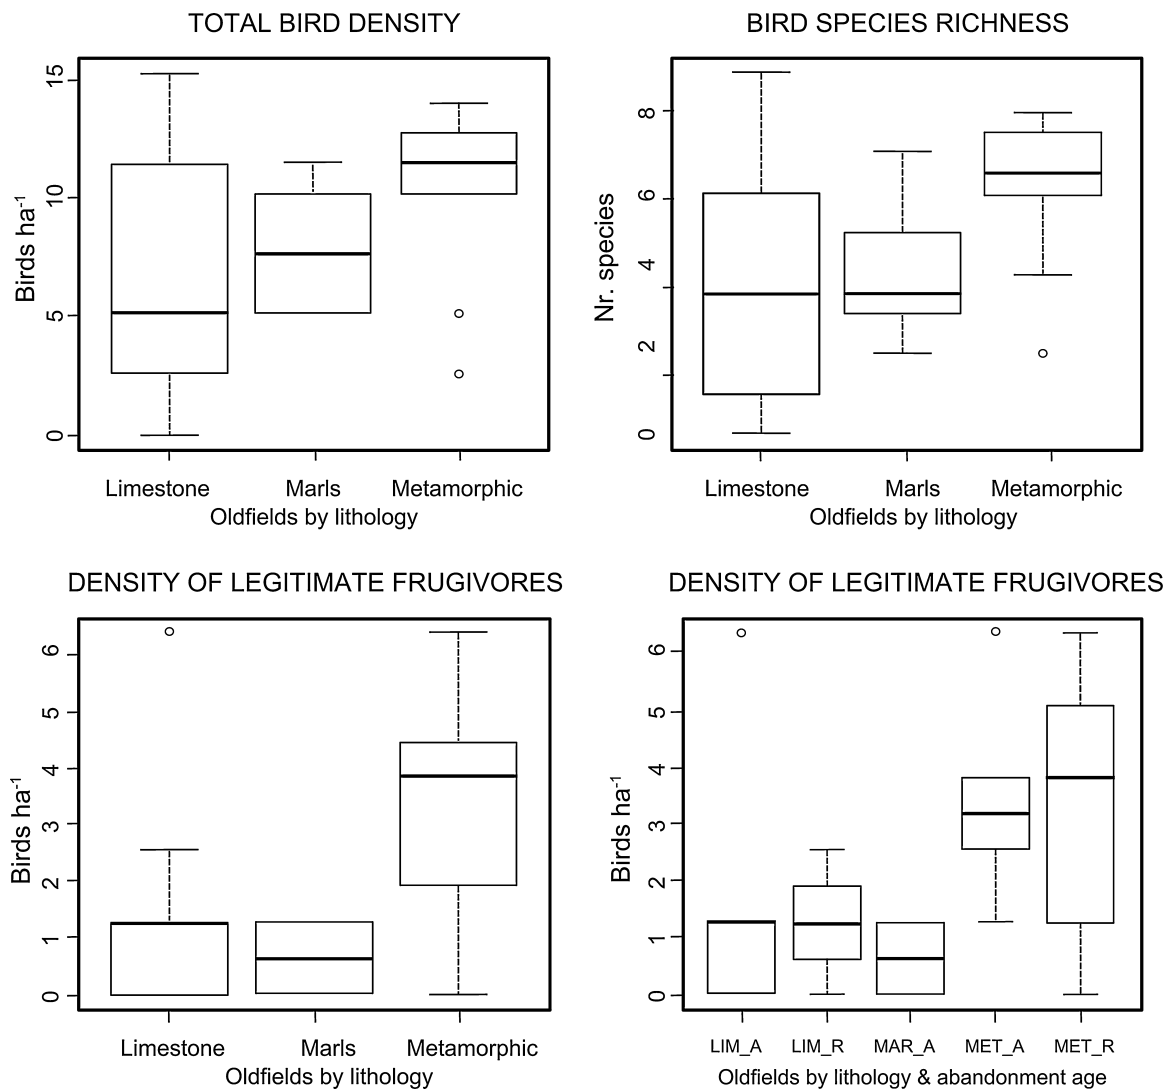 TOTAL BIRD DENSITY
15
10
5
0
Birds ha-1
Limestone Marls Metamorphic
Oldfields by lithology
BIRD SPECIES RICHNESS
8
6
4
2
0
Nr. species
Limestone Marls Metamorphic
Oldfields by lithology
DENSITY OF LEGITIMATE FRUGIVORES
6
5
4
3
2
1
0
Birds ha-1
Limestone Marls Metamorphic
Oldfields by lithology
DENSITY OF LEGITIMATE FRUGIVORES
6
5
4
3
2
1
0
Birds ha-1
LIM_A LIM_R MAR_A MET_A MET_R
Oldfields by lithology & abandonment age